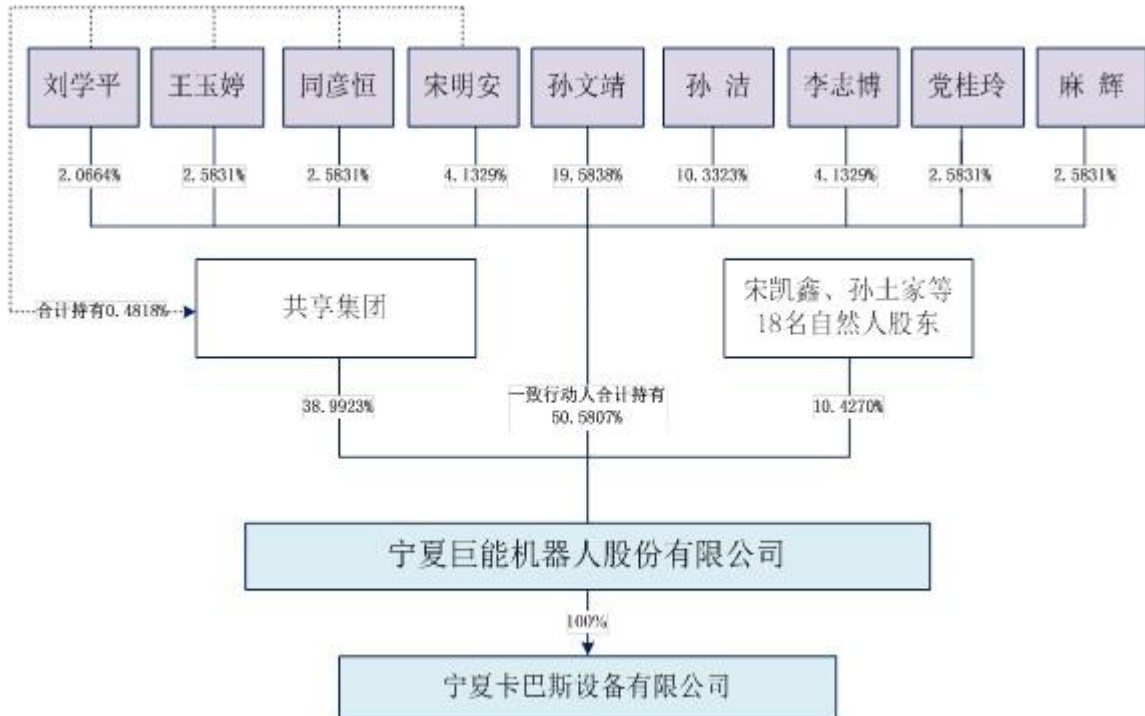 刘学平
王玉婷
同彦恒
宋明安
孙文靖
孙 洁
李志博
党桂玲
麻 辉
2.0664%
2.5831%
2.5831%
4.1329%
19.5838%
10.3323%
4.1329%
2.5831%
2.5831%
合计持有0.4818%
共享集团
宋凯鑫、孙土家等
18名自然人股东
38.9923%
一致行动人合计持有
50.5807%
10.4270%
宁夏巨能机器人股份有限公司
100%
宁夏卡巴斯设备有限公司